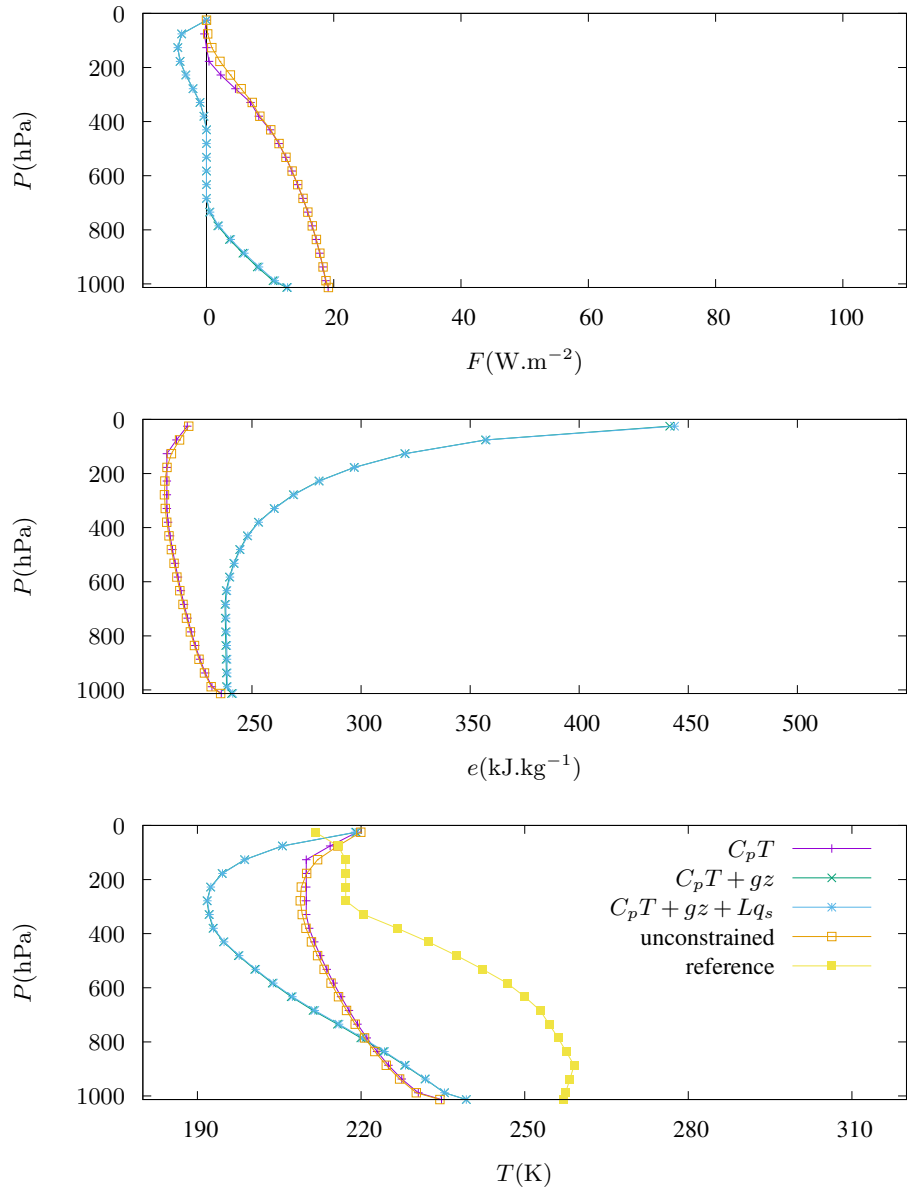 0
200
400
600
800
1000
P(hPa)
0 20 40 60 80 100
F(W.m−2)
0
200
400
600
800
1000
P(hPa)
250 300 350 400 450 500
e(kJ.kg−1)
0
200
400
600
800
1000
P(hPa)
CpT
CpT + gz
CpT + gz + Lqs
unconstrained
reference
190 220 250 280 310
T(K)